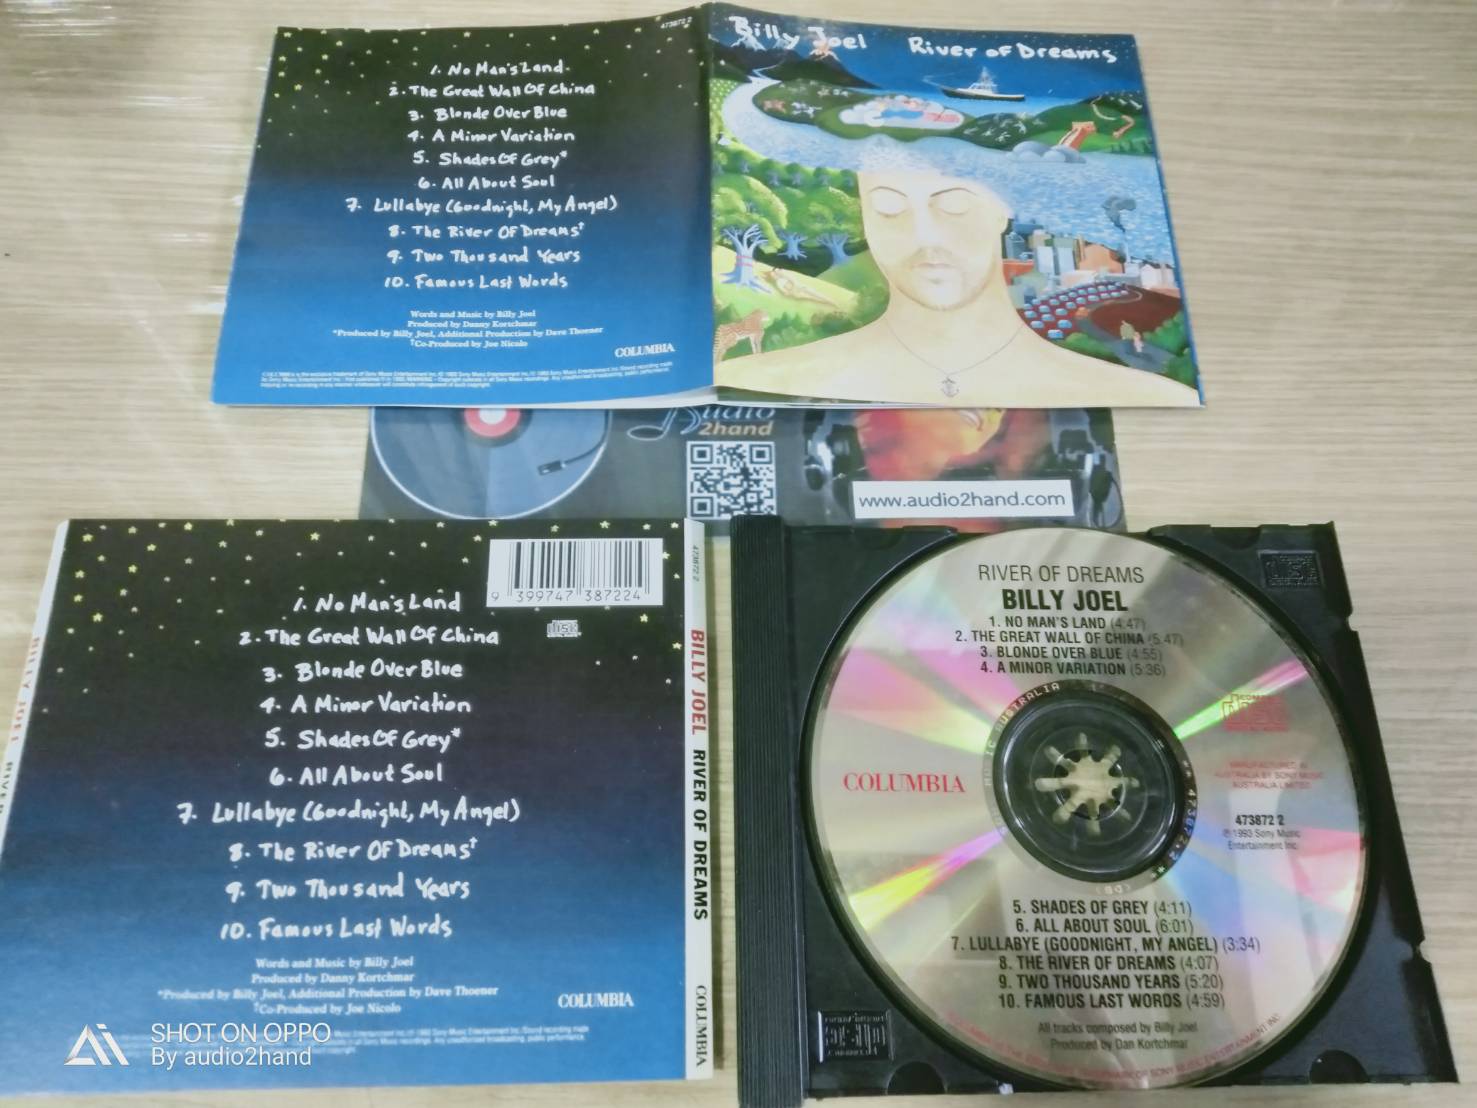 473872 2
1. No Man's Land
2. The Great Wall Of China
3. Blonde Over Blue
4. A Minor Variation
5. Shades Of Grey*
6. All About Soul
7. Lullabye (Goodnight, My Angel)
8. The River Of Dreams†
9. Two Thousand Years
10. Famous Last Words
Words and Music by Billy Joel
Produced by Danny Kortchmar
*Produced by Billy Joel, Additional Production by Dave Thoener
†Co-Produced by Joe Nicolo
COLUMBIA
Billy Joel River of Dreams
Audio
2hand
www.audio2hand.com
9 399747 387224
1. No Man's Land
2. The Great Wall Of China
3. Blonde Over Blue
4. A Minor Variation
5. Shades Of Grey*
6. All About Soul
7. Lullabye (Goodnight, My Angel)
8. The River Of Dreams†
9. Two Thousand Years
10. Famous Last Words
Words and Music by Billy Joel
Produced by Danny Kortchmar
*Produced by Billy Joel, Additional Production by Dave Thoener
†Co-Produced by Joe Nicolo
COLUMBIA
BILLY JOEL
473872 2
BILLY JOEL RIVER OF DREAMS COLUMBIA
RIVER OF DREAMS
BILLY JOEL
1. NO MAN'S LAND (4:47)
2. THE GREAT WALL OF CHINA (5.47)
3. BLONDE OVER BLUE (4:55)
4. A MINOR VARIATION (5:36)
COLUMBIA
MANUFACTURED IN
AUSTRALIA BY SONY MUSIC
AUSTRALIA LIMITED
473872 2
℗ 1993 Sony Music
Entertainment Inc.
5. SHADES OF GREY (4:11)
6. ALL ABOUT SOUL (6:01)
7. LULLABYE (GOODNIGHT, MY ANGEL) (3:34)
8. THE RIVER OF DREAMS (4:07)
9. TWO THOUSAND YEARS (5:20)
10. FAMOUS LAST WORDS (4:59)
All tracks composed by Billy Joel
Produced by Dan Kortchmar
SHOT ON OPPO
By audio2hand